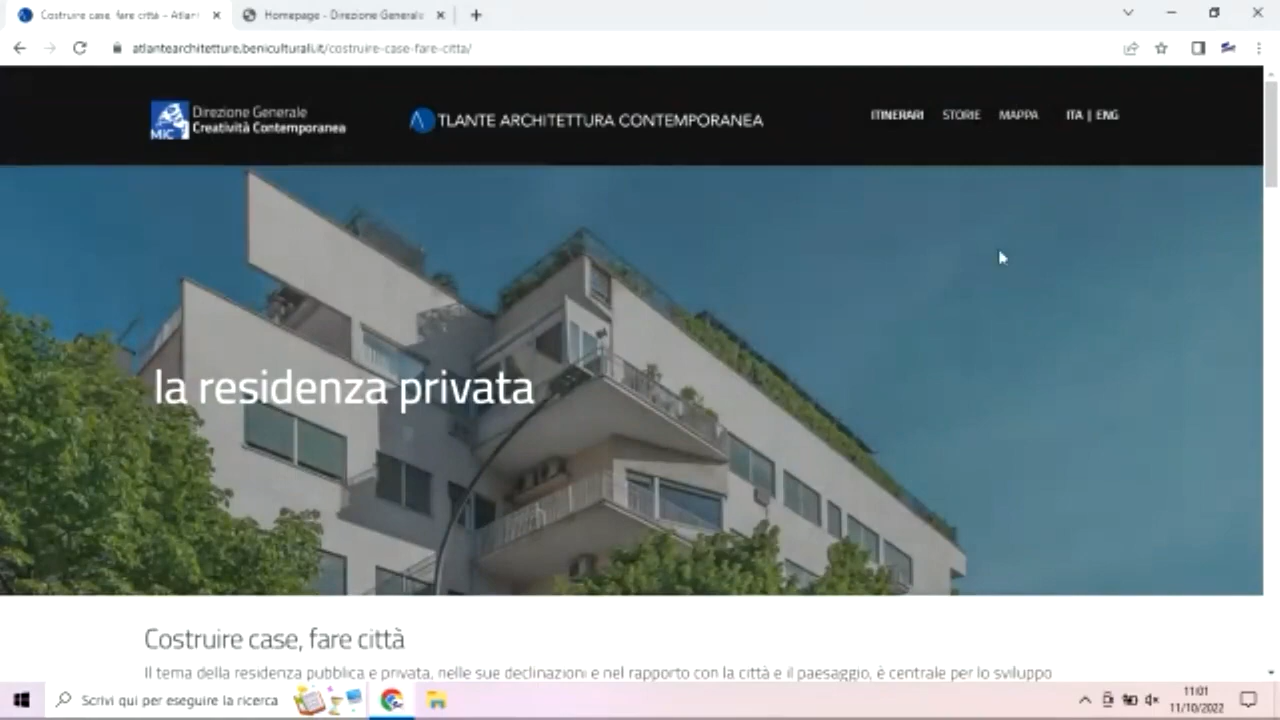 Costruire case, fare città - Atlan
Homepage - Direzione Generale
atlantearchitetture.beniculturali.it/costruire-case-fare-citta/
MiC
Direzione Generale
Creatività Contemporanea
ATLANTE ARCHITETTURA CONTEMPORANEA
ITINERARI STORIE MAPPA ITA | ENG
la residenza privata
Costruire case, fare città
Il tema della residenza pubblica e privata, nelle sue declinazioni e nel rapporto con la città e il paesaggio, è centrale per lo sviluppo
Scrivi qui per eseguire la ricerca
11:01
11/10/2022